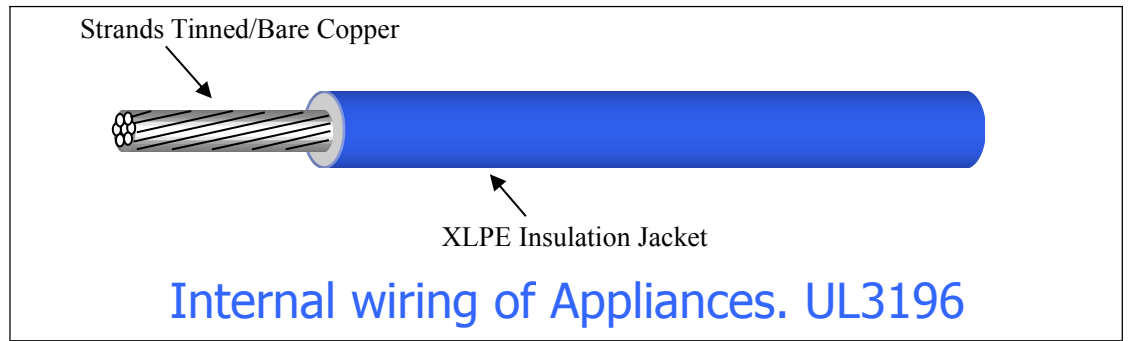 Strands Tinned/Bare Copper
XLPE Insulation Jacket
Internal wiring of Appliances. UL3196